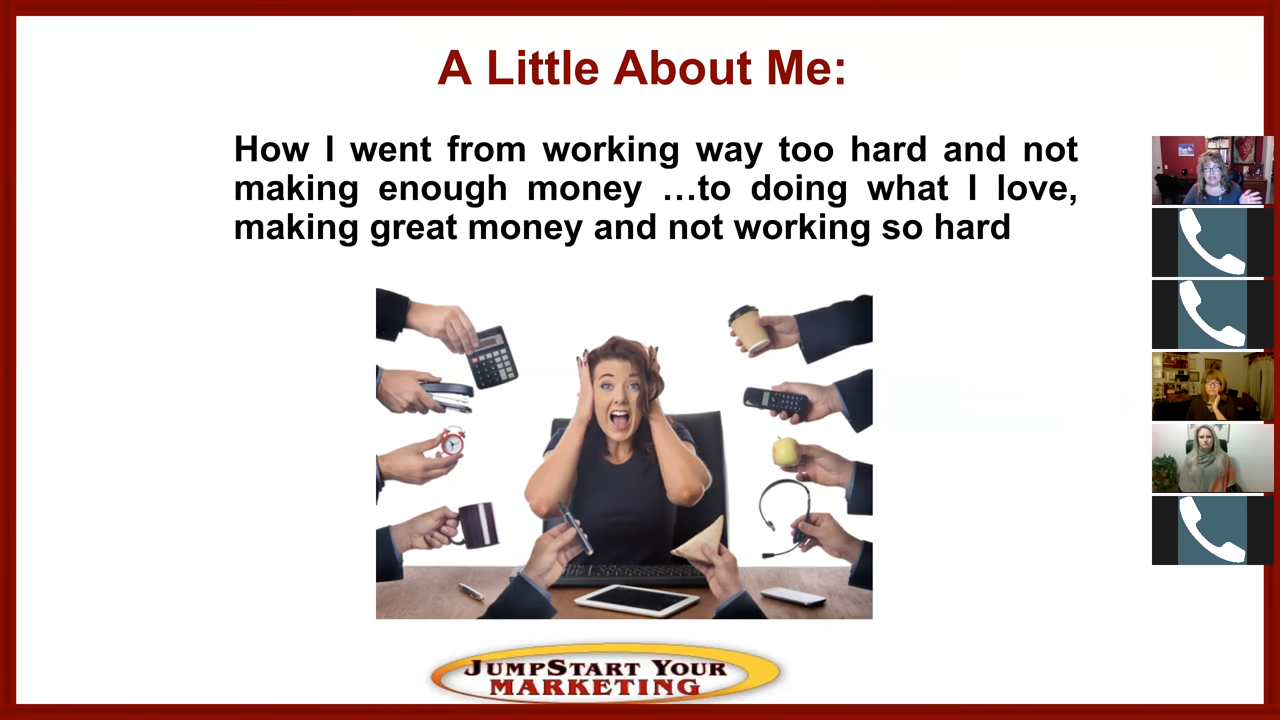 A Little About Me:
How I went from working way too hard and not
making enough money …to doing what I love,
making great money and not working so hard
JUMPSTART YOUR
MARKETING